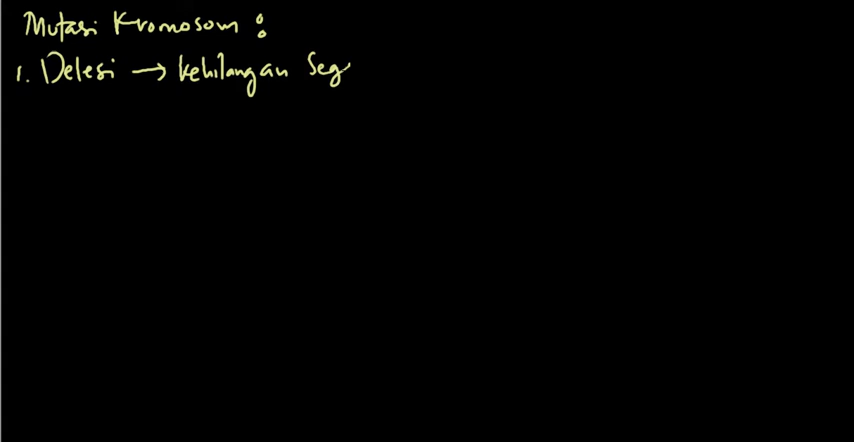 Mutasi Kromosom :
1. Delesi → Kehilangan Seg